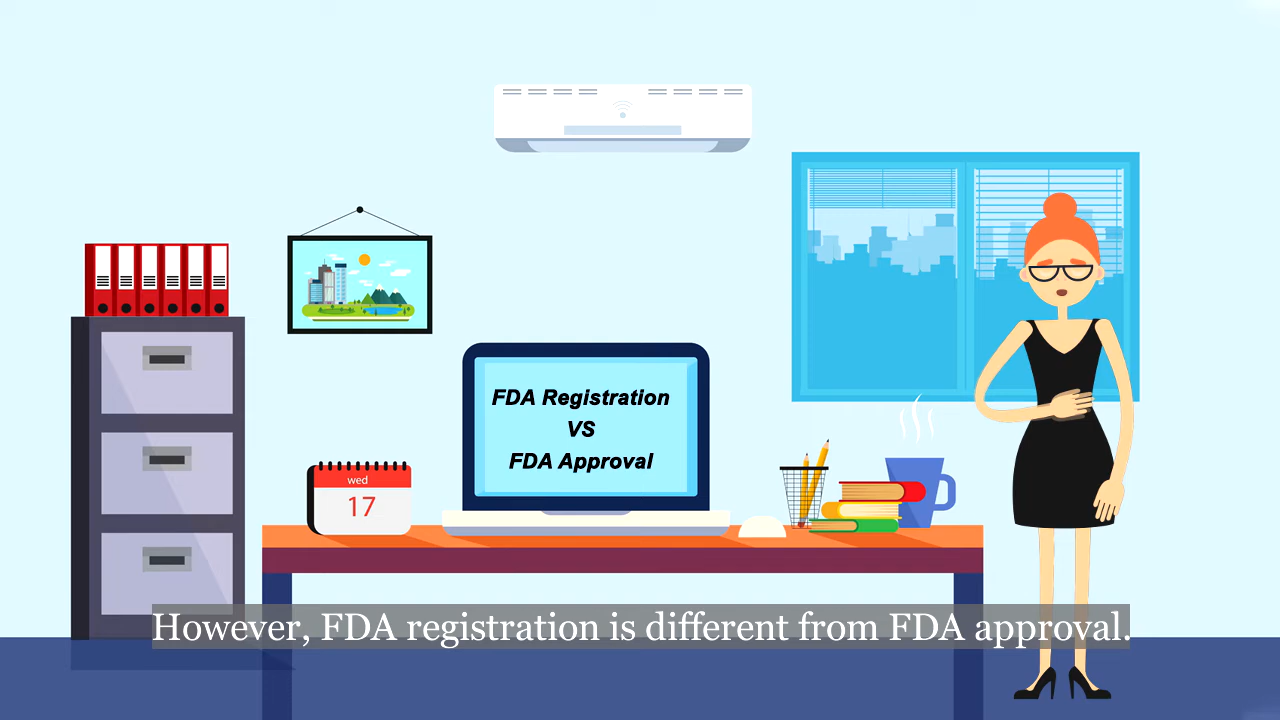 FDA Registration
VS
FDA Approval
wed
17
However, FDA registration is different from FDA approval.